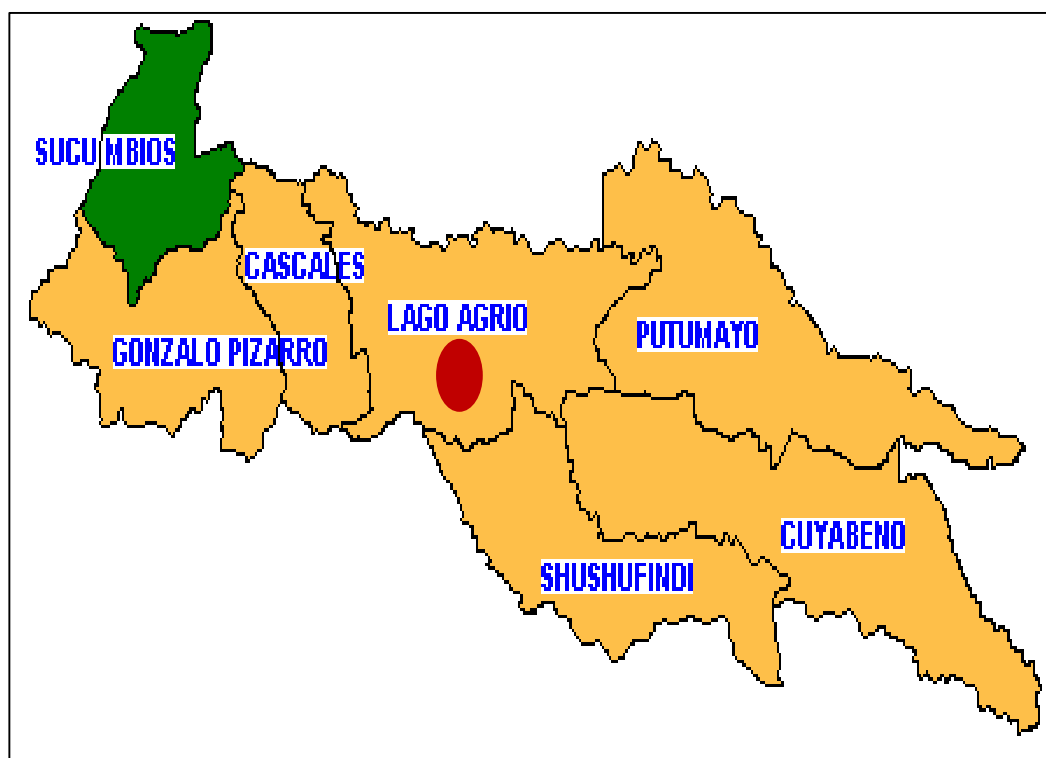 SUCUMBIOS
CASCALES
LAGO AGRIO
PUTUMAYO
GONZALO PIZARRO
CUYABENO
SHUSHUFINDI